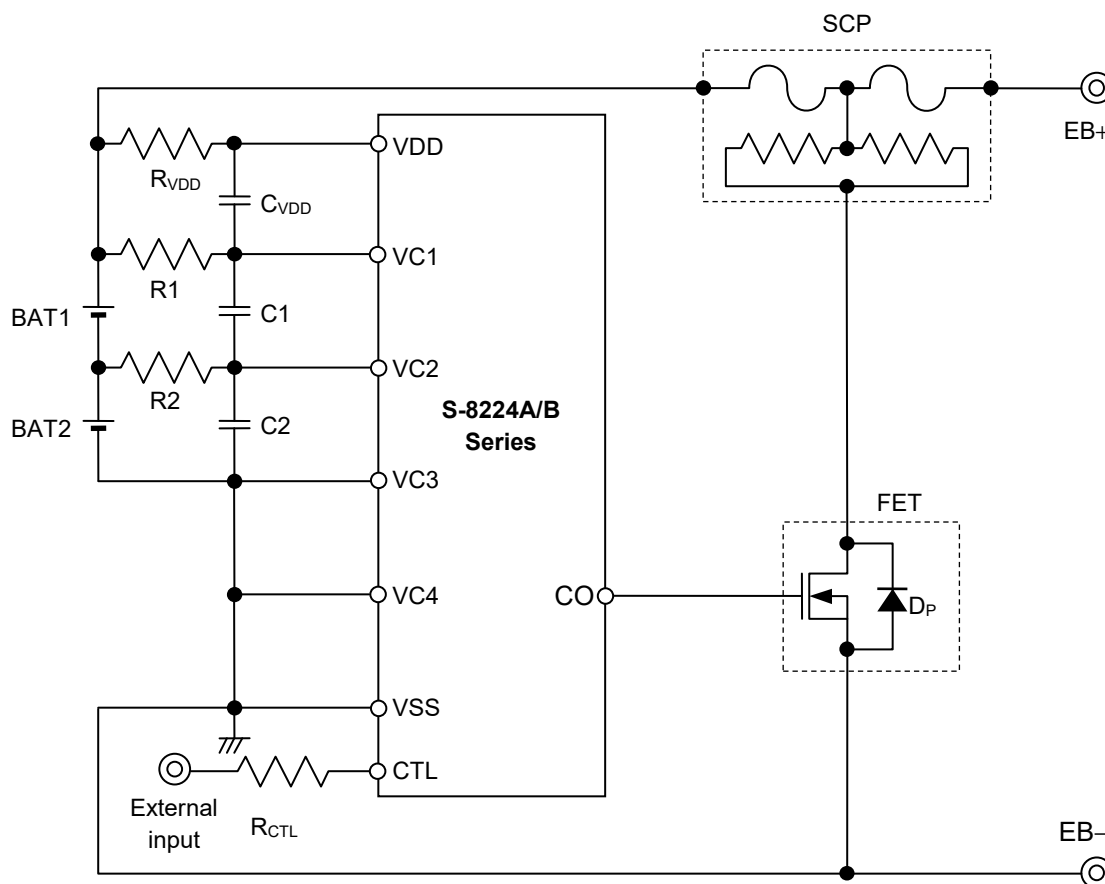 SCP
EB+
VDD
RVDD
CVDD
VC1
R1
BAT1
C1
VC2
R2
S-8224A/B
Series
BAT2
C2
VC3
FET
VC4
CO
DP
VSS
CTL
External
input
RCTL
EB−